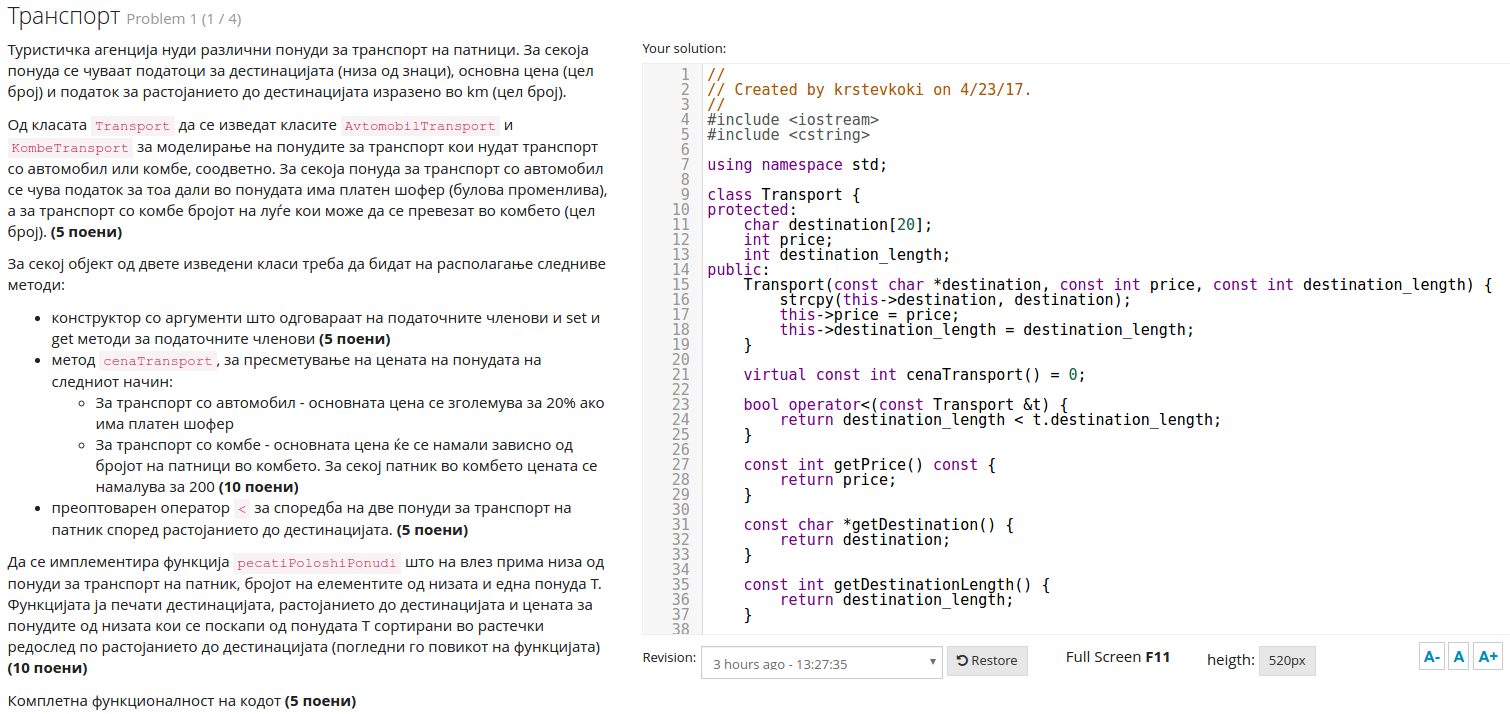 Транспорт Problem 1 (1 / 4)
Туристичка агенција нуди различни понуди за транспорт на патници. За секоја
понуда се чуваат податоци за дестинацијата (низа од знаци), основна цена (цел
број) и податок за растојанието до дестинацијата изразено во km (цел број).
Од класата Transport да се изведат класите AvtomobilTransport и
KombeTransport за моделирање на понудите за транспорт кои нудат транспорт
со автомобил или комбе, соодветно. За секоја понуда за транспорт со автомобил
се чува податок за тоа дали во понудата има платен шофер (булова променлива),
а за транспорт со комбе бројот на луѓе кои може да се превезат во комбето (цел
број). (5 поени)
За секој објект од двете изведени класи треба да бидат на располагање следниве
методи:
• конструктор со аргументи што одговараат на податочните членови и set и
get методи за податочните членови (5 поени)
• метод cenaTransport, за пресметување на цената на понудата на
следниот начин:
За транспорт со автомобил - основната цена се зголемува за 20% ако
има платен шофер
За транспорт со комбе - основната цена ќе се намали зависно од
бројот на патници во комбето. За секој патник во комбето цената се
намалува за 200 (10 поени)
• преоптоварен оператор < за споредба на две понуди за транспорт на
патник според растојанието до дестинацијата. (5 поени)
Да се имплементира функција pecatiPoloshiPonudi што на влез прима низа од
понуди за транспорт на патник, бројот на елементите од низата и една понуда Т.
Функцијата ја печати дестинацијата, растојанието до дестинацијата и цената за
понудите од низата кои се поскапи од понудата Т сортирани во растечки
редослед по растојанието до дестинацијата (погледни го повикот на функцијата)
(10 поени)
Комплетна функционалност на кодот (5 поени)
Your solution:
1 //
2 // Created by krstevkoki on 4/23/17.
3 //
4 #include <iostream>
5 #include <cstring>
6
7 using namespace std;
8
9 class Transport {
10 protected:
11 char destination[20];
12 int price;
13 int destination_length;
14 public:
15 Transport(const char *destination, const int price, const int destination_length) {
16 strcpy(this->destination, destination);
17 this->price = price;
18 this->destination_length = destination_length;
19 }
20
21 virtual const int cenaTransport() = 0;
22
23 bool operator<(const Transport &t) {
24 return destination_length < t.destination_length;
25 }
26
27 const int getPrice() const {
28 return price;
29 }
30
31 const char *getDestination() {
32 return destination;
33 }
34
35 const int getDestinationLength() {
36 return destination_length;
37 }
38
Revision: 3 hours ago - 13:27:35 Restore Full Screen F11 heigth: 520px A- A A+